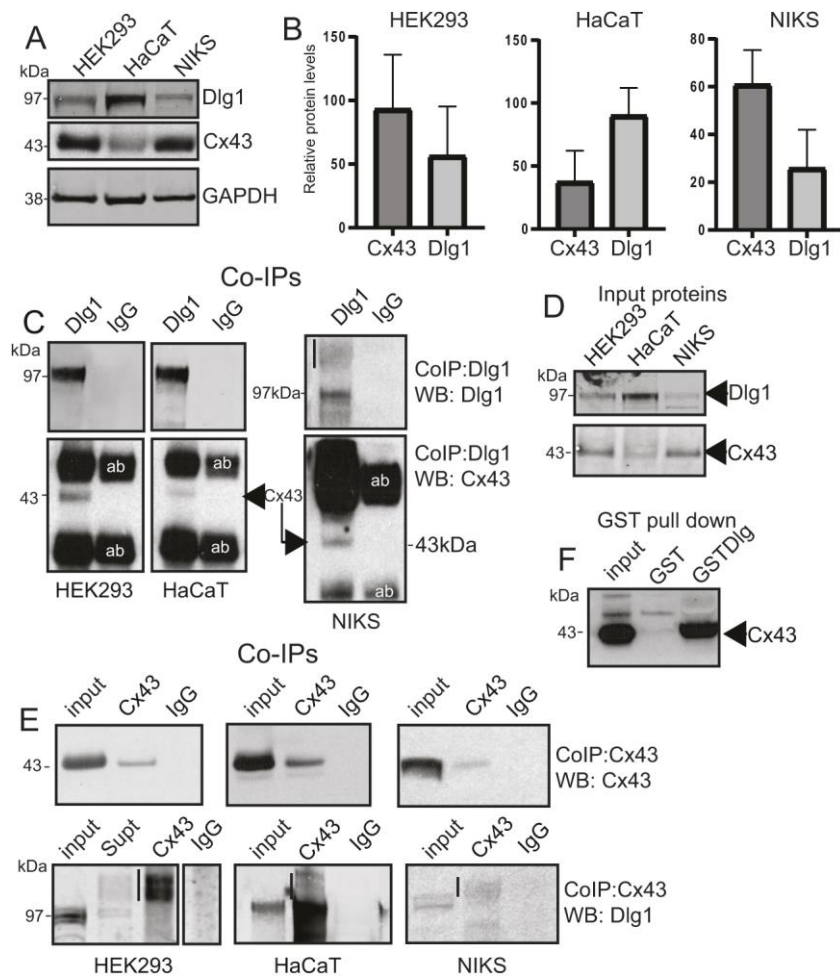 A
HEK293
HaCaT
NIKS
kDa
97
Dlg1
43
Cx43
38
GAPDH
B
HEK293
HaCaT
NIKS
Relative protein levels
150
100
50
0
Cx43 Dlg1
150
100
50
0
Cx43 Dlg1
80
60
40
20
0
Cx43 Dlg1
Co-IPs
C
Dlg1 IgG
Dlg1 IgG
Dlg1 IgG
kDa
97
97kDa
CoIP:Dlg1
WB: Dlg1
43
ab
ab
ab
ab
Cx43
ab
ab
CoIP:Dlg1
WB: Cx43
43kDa
HEK293
HaCaT
NIKS
D
Input proteins
HEK293
HaCaT
NIKS
kDa
97
Dlg1
43
Cx43
GST pull down
F
input GST GSTDlg
kDa
43
Cx43
Co-IPs
E
input Cx43 IgG
input Cx43 IgG
input Cx43 IgG
43
CoIP:Cx43
WB: Cx43
input Supt Cx43 IgG
input Cx43 IgG
input Cx43 IgG
kDa
97
CoIP:Cx43
WB: Dlg1
HEK293
HaCaT
NIKS